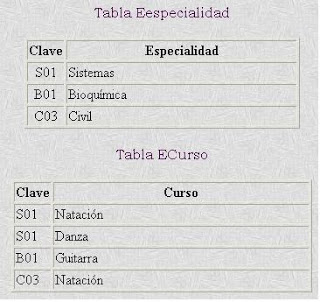 Tabla Eespecialidad
Clave Especialidad
S01 Sistemas
B01 Bioquímica
C03 Civil
Tabla ECurso
Clave Curso
S01 Natación
S01 Danza
B01 Guitarra
C03 Natación